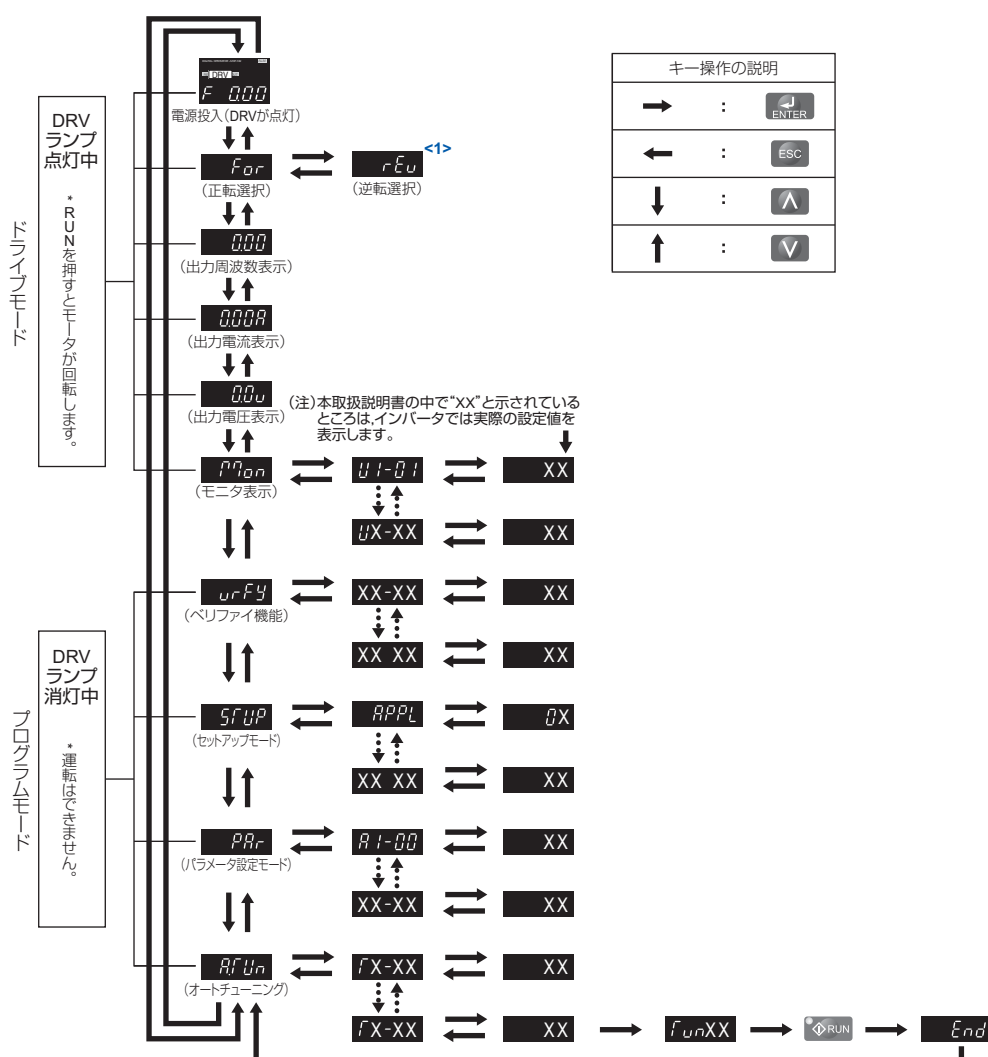 DRV
F 0.00
電源投入(DRVが点灯)
For
(正転選択)
rEv
<1>
(逆転選択)
0.00
(出力周波数表示)
0.00A
(出力電流表示)
0.0v
(出力電圧表示)
(注)本取扱説明書の中で“XX”と示されている
ところは,インバータでは実際の設定値を
表示します。
Mon
(モニタ表示)
U1-01
XX
UX-XX
XX
vrFY
(ベリファイ機能)
XX-XX
XX
XX XX
XX
STUP
(セットアップモード)
APPL
0X
XX XX
XX
PAr
(パラメータ設定モード)
A1-00
XX
XX-XX
XX
A.TUn
(オートチューニング)
TX-XX
XX
TX-XX
XX
TunXX
RUN
End
ドライブモード
DRV
ランプ
点灯中
*RUNを押すとモータが回転します。
プログラムモード
DRV
ランプ
消灯中
*運転はできません。
キー操作の説明
→ : ENTER
← : ESC
↓ : ∧
↑ : ∨